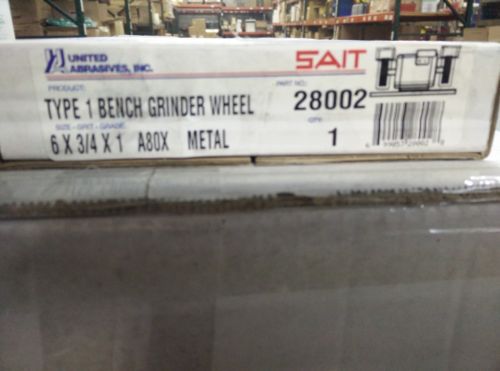 UNITED
ABRASIVES, INC.
SAIT
PRODUCT:
PART NO.
TYPE 1 BENCH GRINDER WHEEL
28002
SIZE - GRIT - GRADE
QTY.
6 X 3/4 X 1 A80X METAL
1